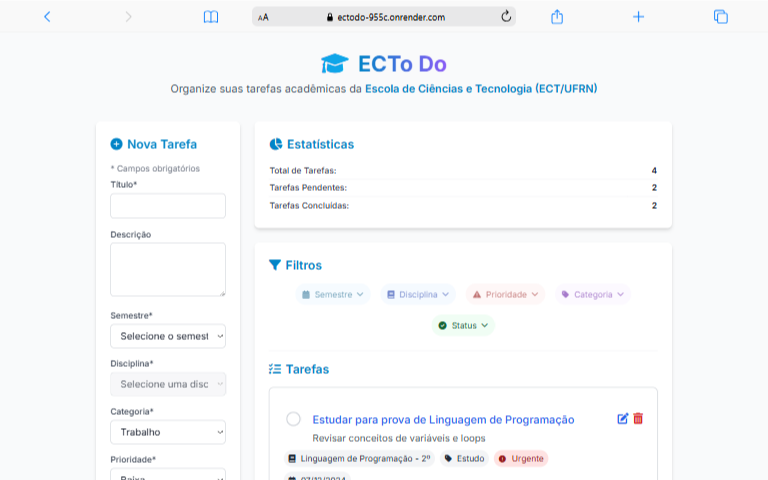 AA ectodo-955c.onrender.com
ECTo Do
Organize suas tarefas acadêmicas da Escola de Ciências e Tecnologia (ECT/UFRN)
Nova Tarefa
* Campos obrigatórios
Título*
Descrição
Semestre*
Selecione o semest
Disciplina*
Selecione uma disc
Categoria*
Trabalho
Prioridade*
Estatísticas
Total de Tarefas: 4
Tarefas Pendentes: 2
Tarefas Concluídas: 2
Filtros
Semestre Disciplina Prioridade Categoria
Status
Tarefas
Estudar para prova de Linguagem de Programação
Revisar conceitos de variáveis e loops
Linguagem de Programação - 2º Estudo Urgente